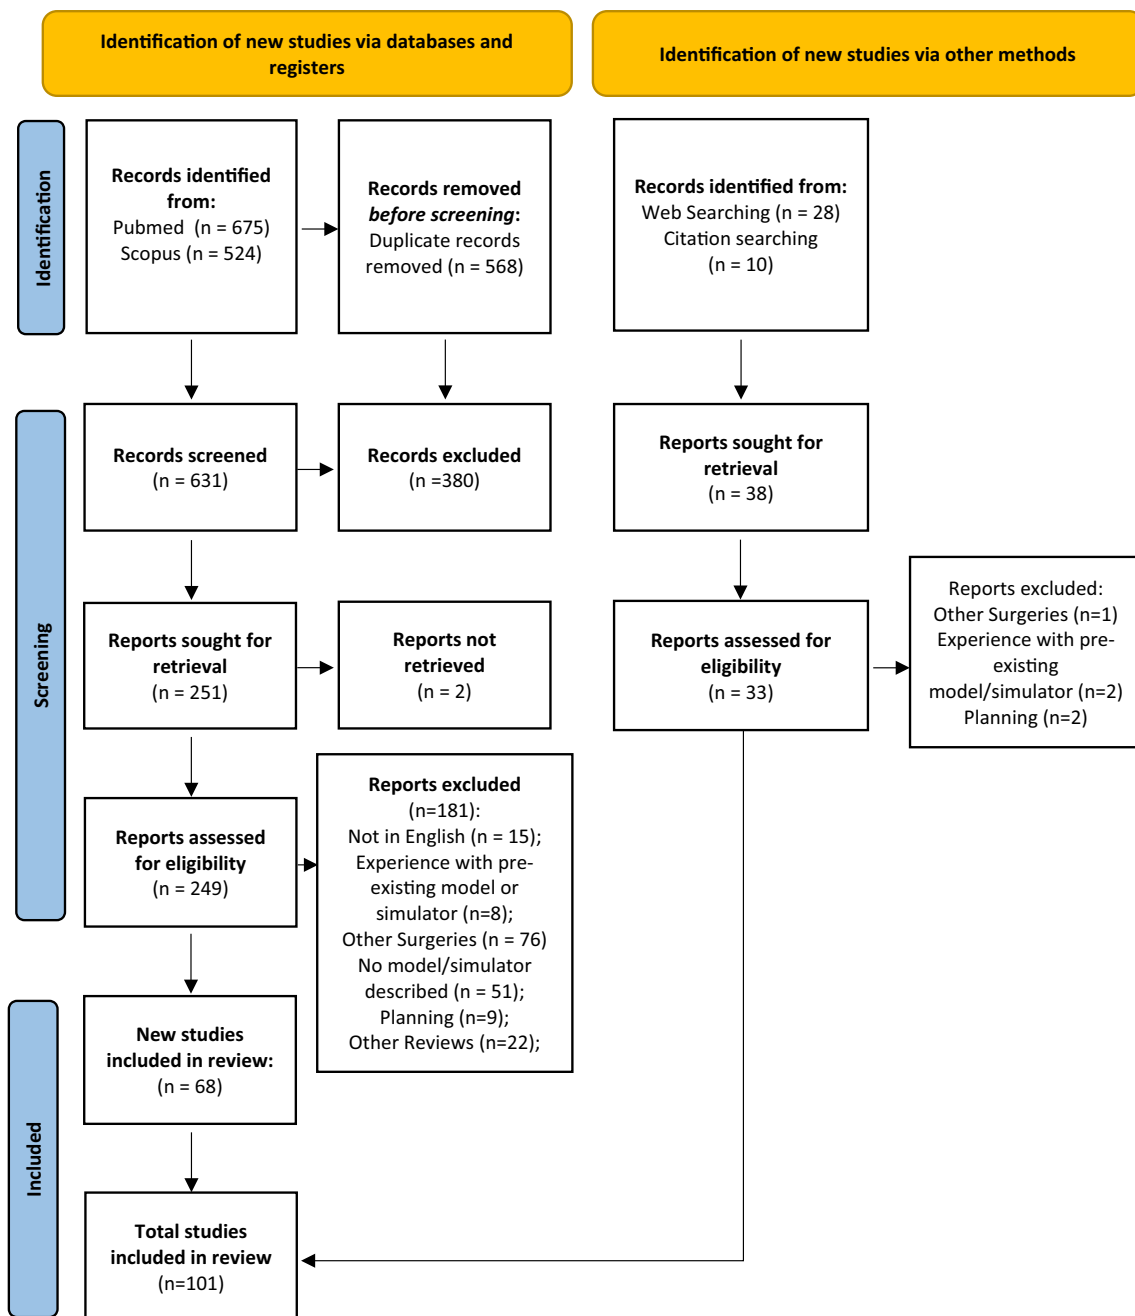 Identification of new studies via databases and
registers
Identification of new studies via other methods
Identification
Records identified
from:
Pubmed (n = 675)
Scopus (n = 524)
Records removed
before screening:
Duplicate records
removed (n = 568)
Records identified from:
Web Searching (n = 28)
Citation searching
(n = 10)
Screening
Records screened
(n = 631)
Records excluded
(n =380)
Reports sought for
retrieval
(n = 38)
Reports sought for
retrieval
(n = 251)
Reports not
retrieved
(n = 2)
Reports assessed for
eligibility
(n = 33)
Reports excluded:
Other Surgeries (n=1)
Experience with pre-
existing
model/simulator (n=2)
Planning (n=2)
Reports assessed
for eligibility
(n = 249)
Reports excluded
(n=181):
Not in English (n = 15);
Experience with pre-
existing model or
simulator (n=8);
Other Surgeries (n = 76)
No model/simulator
described (n = 51);
Planning (n=9);
Other Reviews (n=22);
Included
New studies
included in review:
(n = 68)
Total studies
included in review
(n=101)